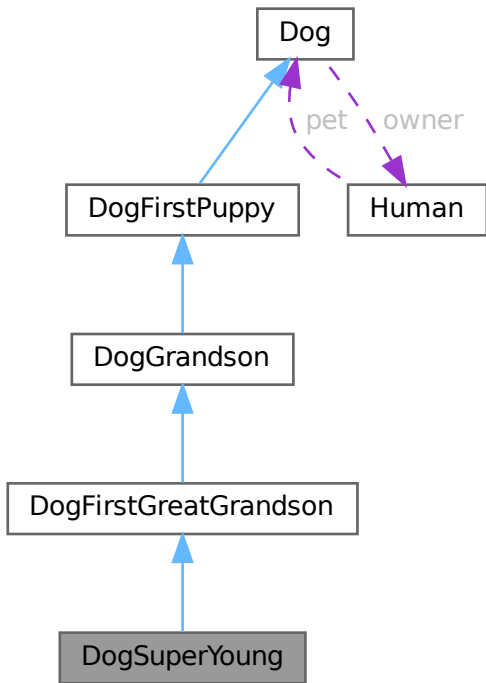 Dog
pet
owner
DogFirstPuppy
Human
DogGrandson
DogFirstGreatGrandson
DogSuperYoung